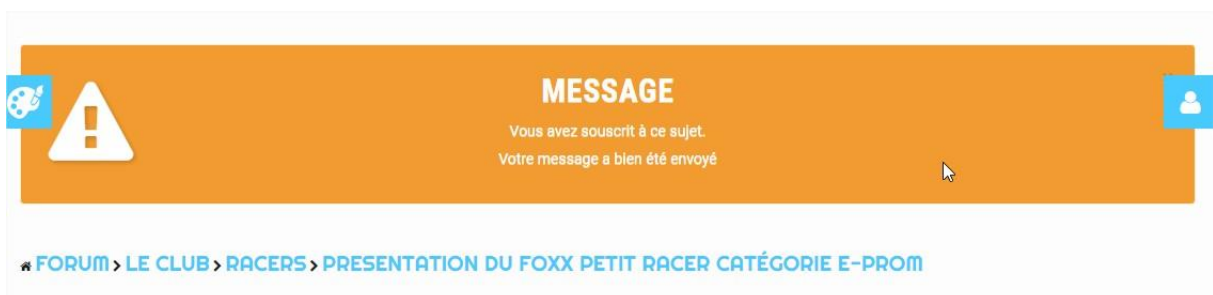 MESSAGE
Vous avez souscrit à ce sujet.
Votre message a bien été envoyé
FORUM > LE CLUB > RACERS > PRESENTATION DU FOXX PETIT RACER CATÉGORIE E-PROM